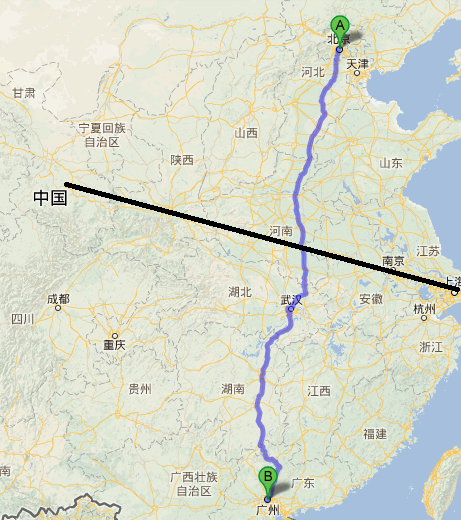 A
北京
天津
河北
甘肃
宁夏回族
自治区
山西
陕西
山东
中国
河南
江苏
南京
上海
成都
湖北
武汉
安徽
杭州
四川
重庆
浙江
贵州
湖南
江西
福建
B
广西壮族
自治区
广东
广州
南